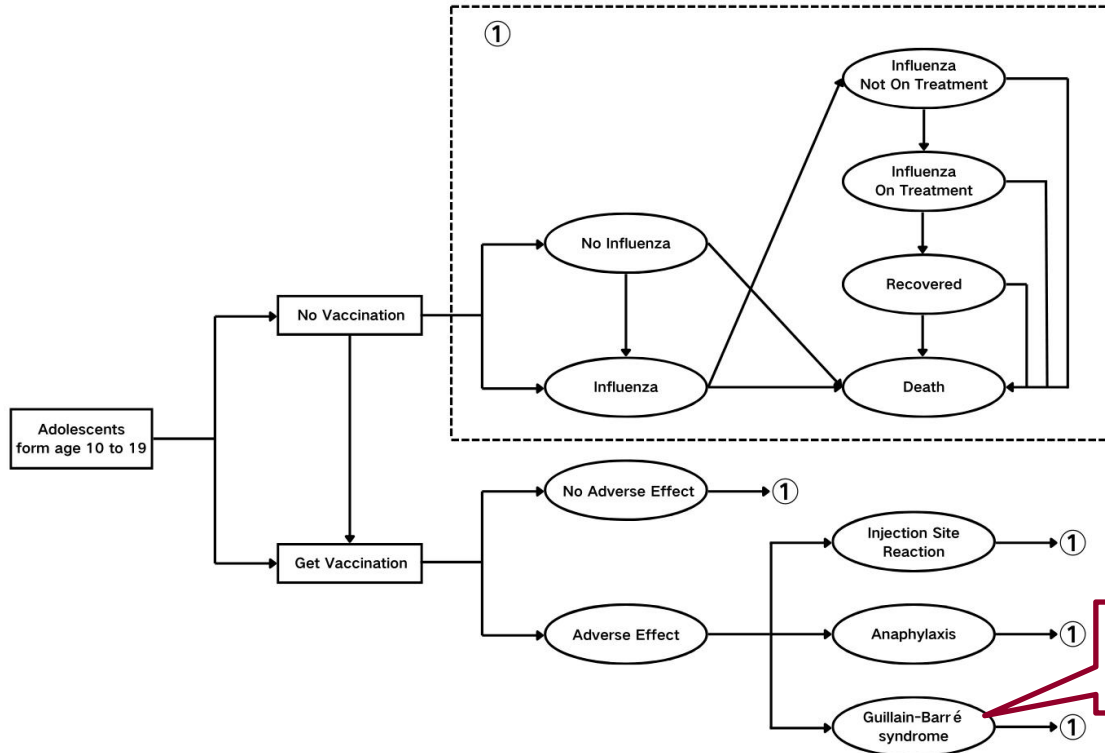 ①
Influenza
Not On Treatment
Influenza
On Treatment
No Influenza
Recovered
No Vaccination
Influenza
Death
Adolescents
form age 10 to 19
No Adverse Effect
①
Injection Site
Reaction
①
Get Vaccination
Adverse Effect
Anaphylaxis
①
Guillain-Barré
syndrome
①